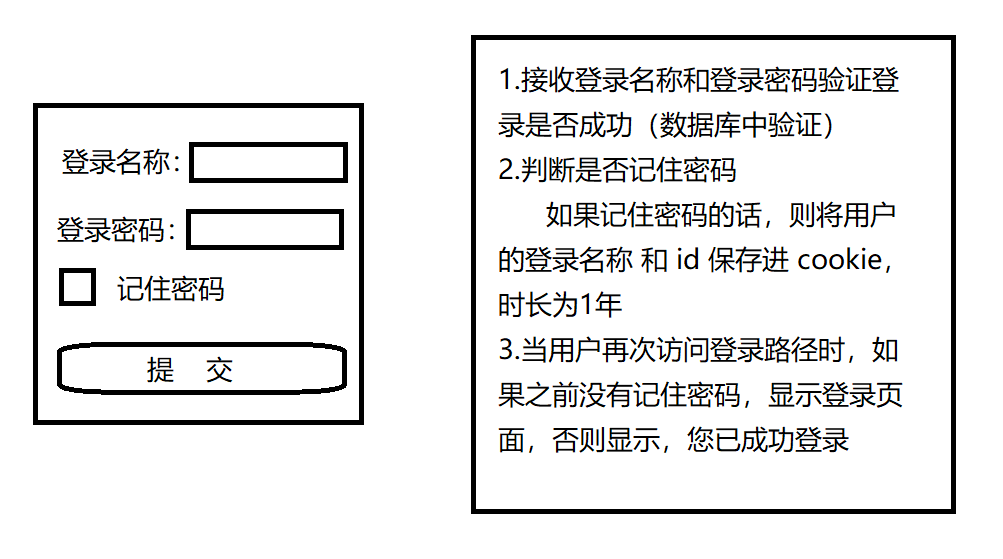 登录名称：
登录密码：
记住密码
提 交
1.接收登录名称和登录密码验证登
录是否成功（数据库中验证）
2.判断是否记住密码
如果记住密码的话，则将用户
的登录名称 和 id 保存进 cookie，
时长为1年
3.当用户再次访问登录路径时，如
果之前没有记住密码，显示登录页
面，否则显示，您已成功登录